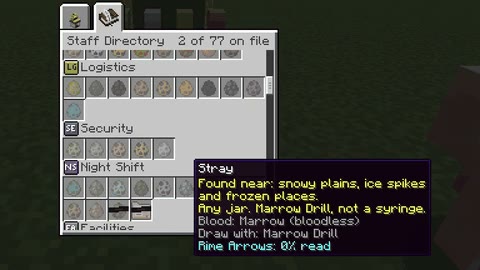 Staff Directory 2 of 77 on file
LG Logistics
SE Security
NS Night Shift
Facilities
Stray
Found near: snowy plains, ice spikes
and frozen places.
Any jar. Marrow Drill, not a syringe.
Blood: Marrow (bloodless)
Draw with: Marrow Drill
Rime Arrows: 0% read